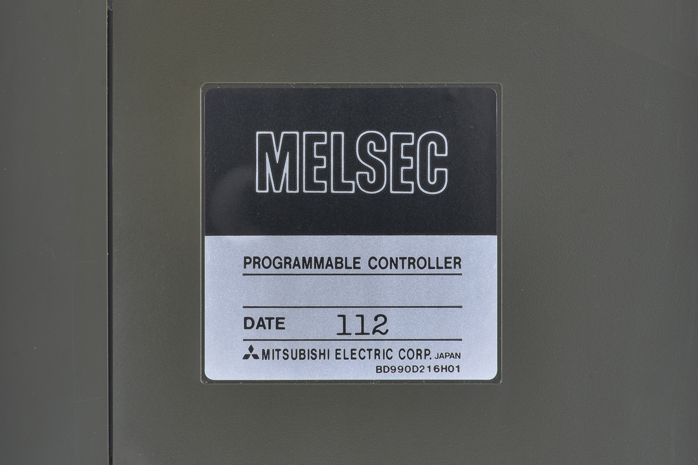 MELSEC
PROGRAMMABLE CONTROLLER
DATE 112
MITSUBISHI ELECTRIC CORP. JAPAN
BD990D216H01